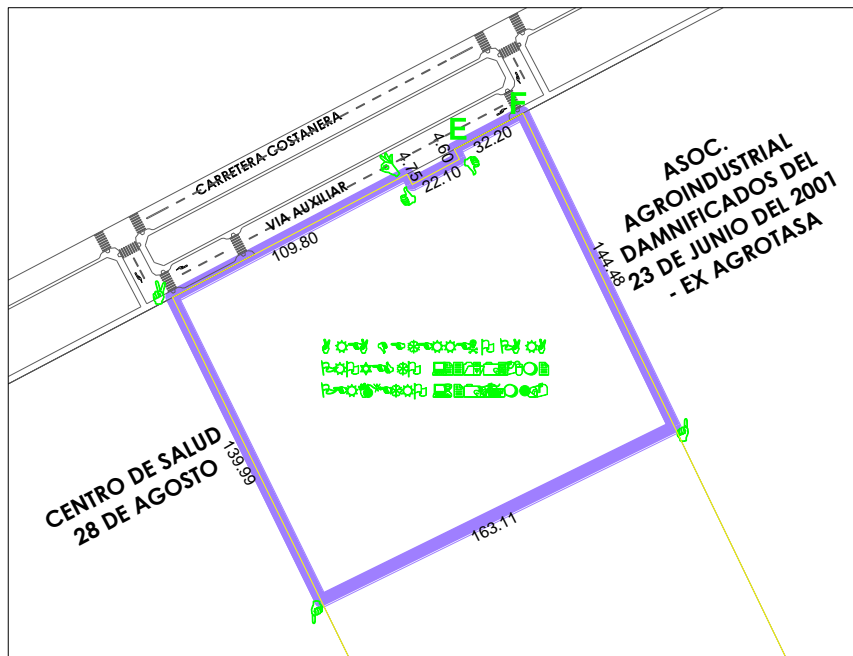 CARRETERA COSTANERA
VIA AUXILIAR
E
F
4.75
4.60
22.10
32.20
109.80
144.48
139.99
163.11
ASOC.
AGROINDUSTRIAL
DAMNIFICADOS DEL
23 DE JUNIO DEL 2001
- EX AGROTASA
CENTRO DE SALUD
28 DE AGOSTO